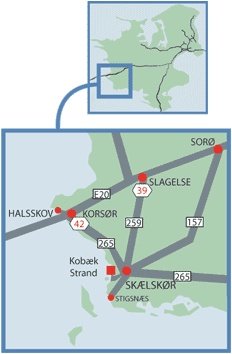 SORØ
39
SLAGELSE
E20
HALSSKOV
KORSØR
42
259
157
265
Kobæk
Strand
SKÆLSKØR
265
STIGSNÆS